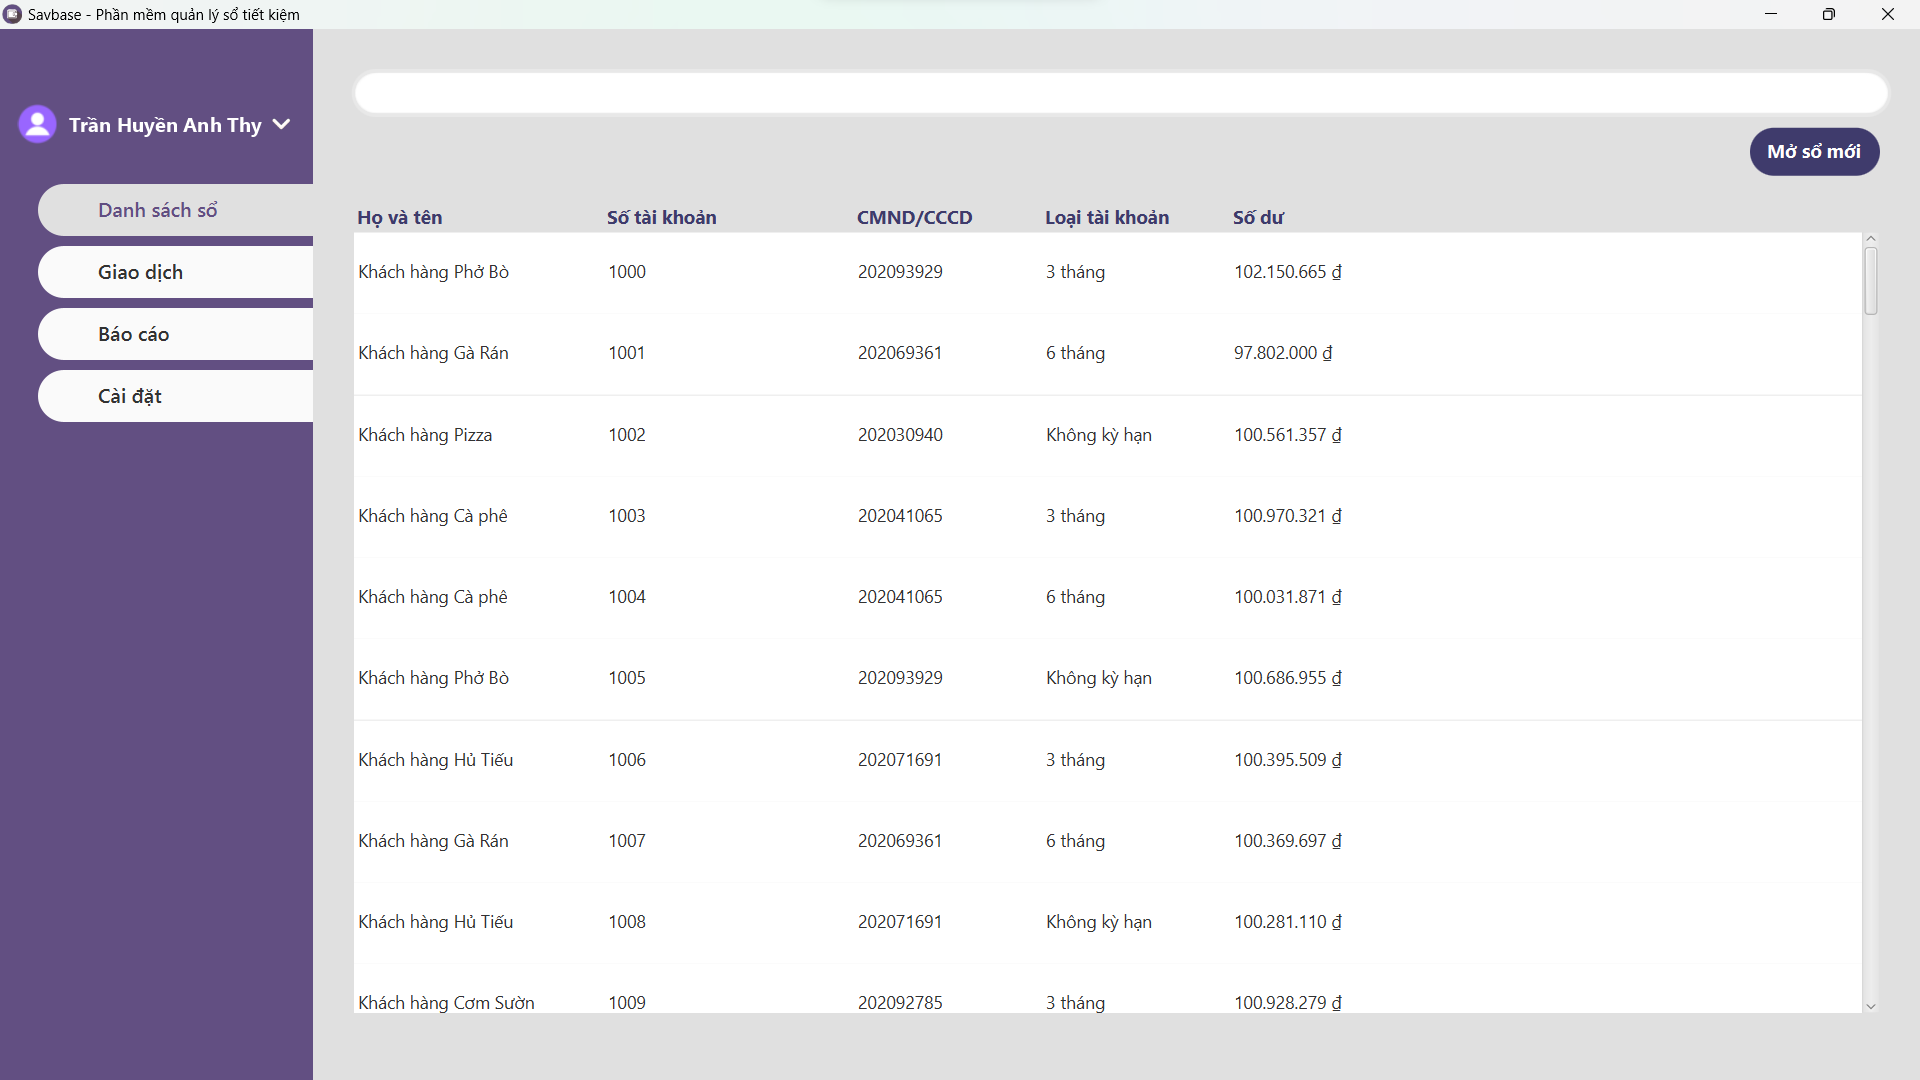 Savbase - Phần mềm quản lý sổ tiết kiệm
Trần Huyền Anh Thy
Danh sách sổ
Giao dịch
Báo cáo
Cài đặt
Mở sổ mới
Họ và tên Số tài khoản CMND/CCCD Loại tài khoản Số dư
Khách hàng Phở Bò 1000 202093929 3 tháng 102.150.665 ₫
Khách hàng Gà Rán 1001 202069361 6 tháng 97.802.000 ₫
Khách hàng Pizza 1002 202030940 Không kỳ hạn 100.561.357 ₫
Khách hàng Cà phê 1003 202041065 3 tháng 100.970.321 ₫
Khách hàng Cà phê 1004 202041065 6 tháng 100.031.871 ₫
Khách hàng Phở Bò 1005 202093929 Không kỳ hạn 100.686.955 ₫
Khách hàng Hủ Tiếu 1006 202071691 3 tháng 100.395.509 ₫
Khách hàng Gà Rán 1007 202069361 6 tháng 100.369.697 ₫
Khách hàng Hủ Tiếu 1008 202071691 Không kỳ hạn 100.281.110 ₫
Khách hàng Cơm Sườn 1009 202092785 3 tháng 100.928.279 ₫